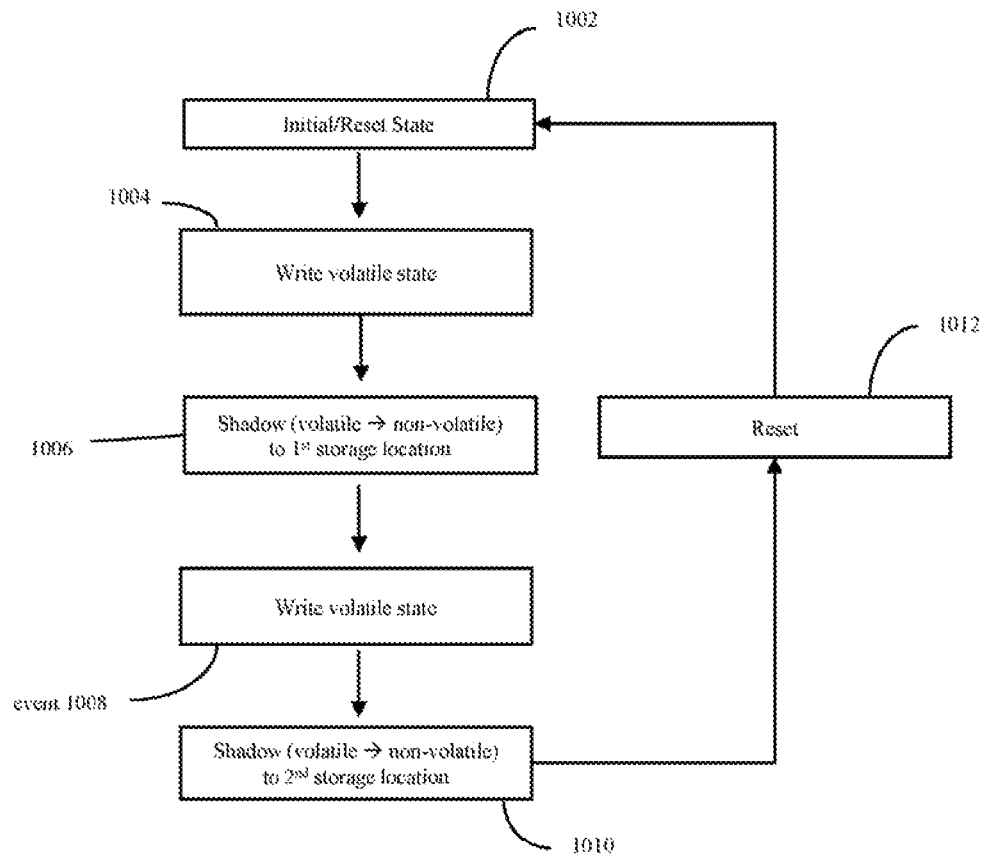 1002
Initial/Reset State
1004
Write volatile state
1012
Shadow (volatile → non-volatile)
to 1st storage location
Reset
1006
Write volatile state
event 1008
Shadow (volatile → non-volatile)
to 2nd storage location
1010